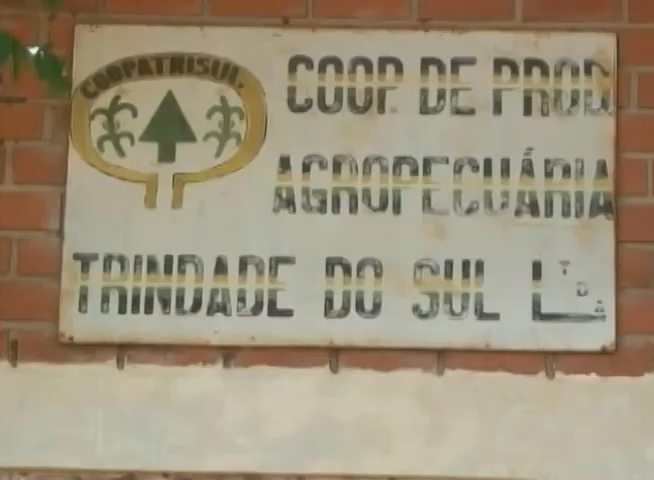 COOPATRISUL
COOP. DE PROD.
AGROPECUÁRIA
TRINDADE DO SUL LTDA